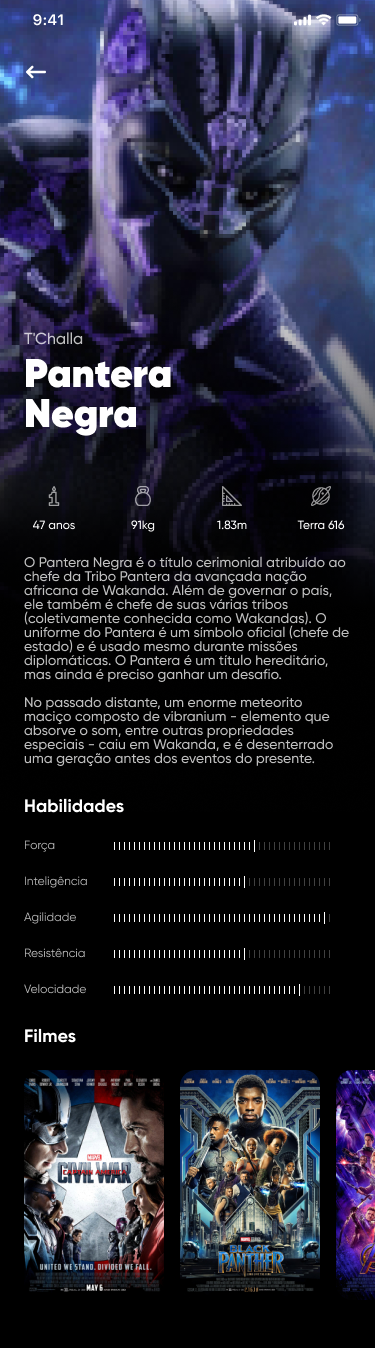 9:41
T'Challa
Pantera
Negra
47 anos
91kg
1.83m
Terra 616
O Pantera Negra é o título cerimonial atribuído ao
chefe da Tribo Pantera da avançada nação
africana de Wakanda. Além de governar o país,
ele também é chefe de suas várias tribos
(coletivamente conhecida como Wakandas). O
uniforme do Pantera é um símbolo oficial (chefe de
estado) e é usado mesmo durante missões
diplomáticas. O Pantera é um título hereditário,
mas ainda é preciso ganhar um desafio.
No passado distante, um enorme meteorito
maciço composto de vibranium - elemento que
absorve o som, entre outras propriedades
especiais - caiu em Wakanda, e é desenterrado
uma geração antes dos eventos do presente.
Habilidades
Força
Inteligência
Agilidade
Resistência
Velocidade
Filmes
MARVEL
CAPTAIN AMERICA
CIVIL WAR
UNITED WE STAND. DIVIDED WE FALL.
MAY 6
BLACK
PANTHER